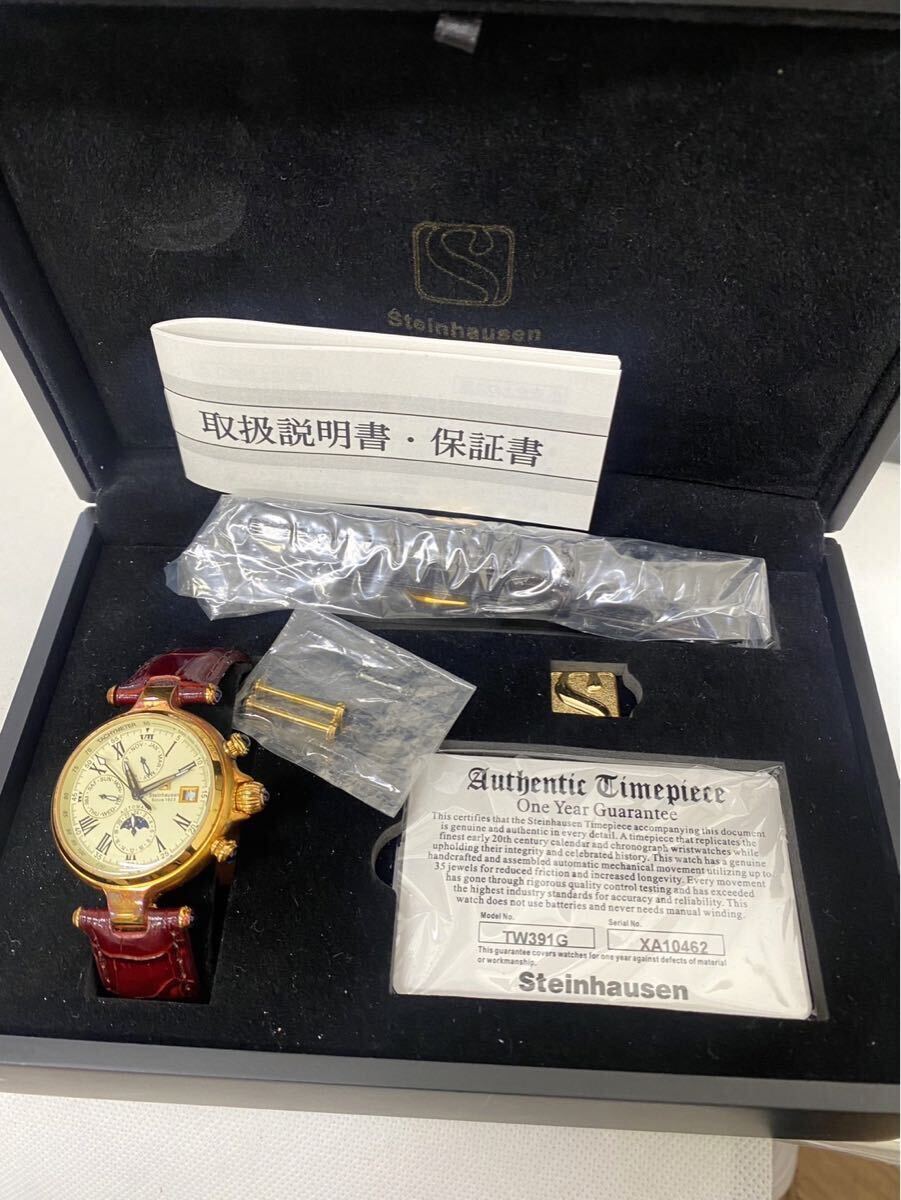 Steinhausen
取扱説明書・保証書
TACHYMETER
Steinhausen
Since 1923
Authentic Timepiece
One Year Guarantee
This certifies that the Steinhausen Timepiece accompanying this document
is genuine and authentic in every detail. A timepiece that replicates the
finest early 20th century calendar and chronograph wristwatches while
upholding their integrity and celebrated history. This watch has a genuine
handcrafted and assembled automatic mechanical movement utilizing up to
35 jewels for reduced friction and increased longevity. Every movement
has gone through rigorous quality control testing and has exceeded
the highest industry standards for accuracy and reliability. This
watch does not use batteries and never needs manual winding.
Model No.
TW391G
Serial No.
XA10462
This guarantee covers watches for one year against defects of material
or workmanship.
Steinhausen